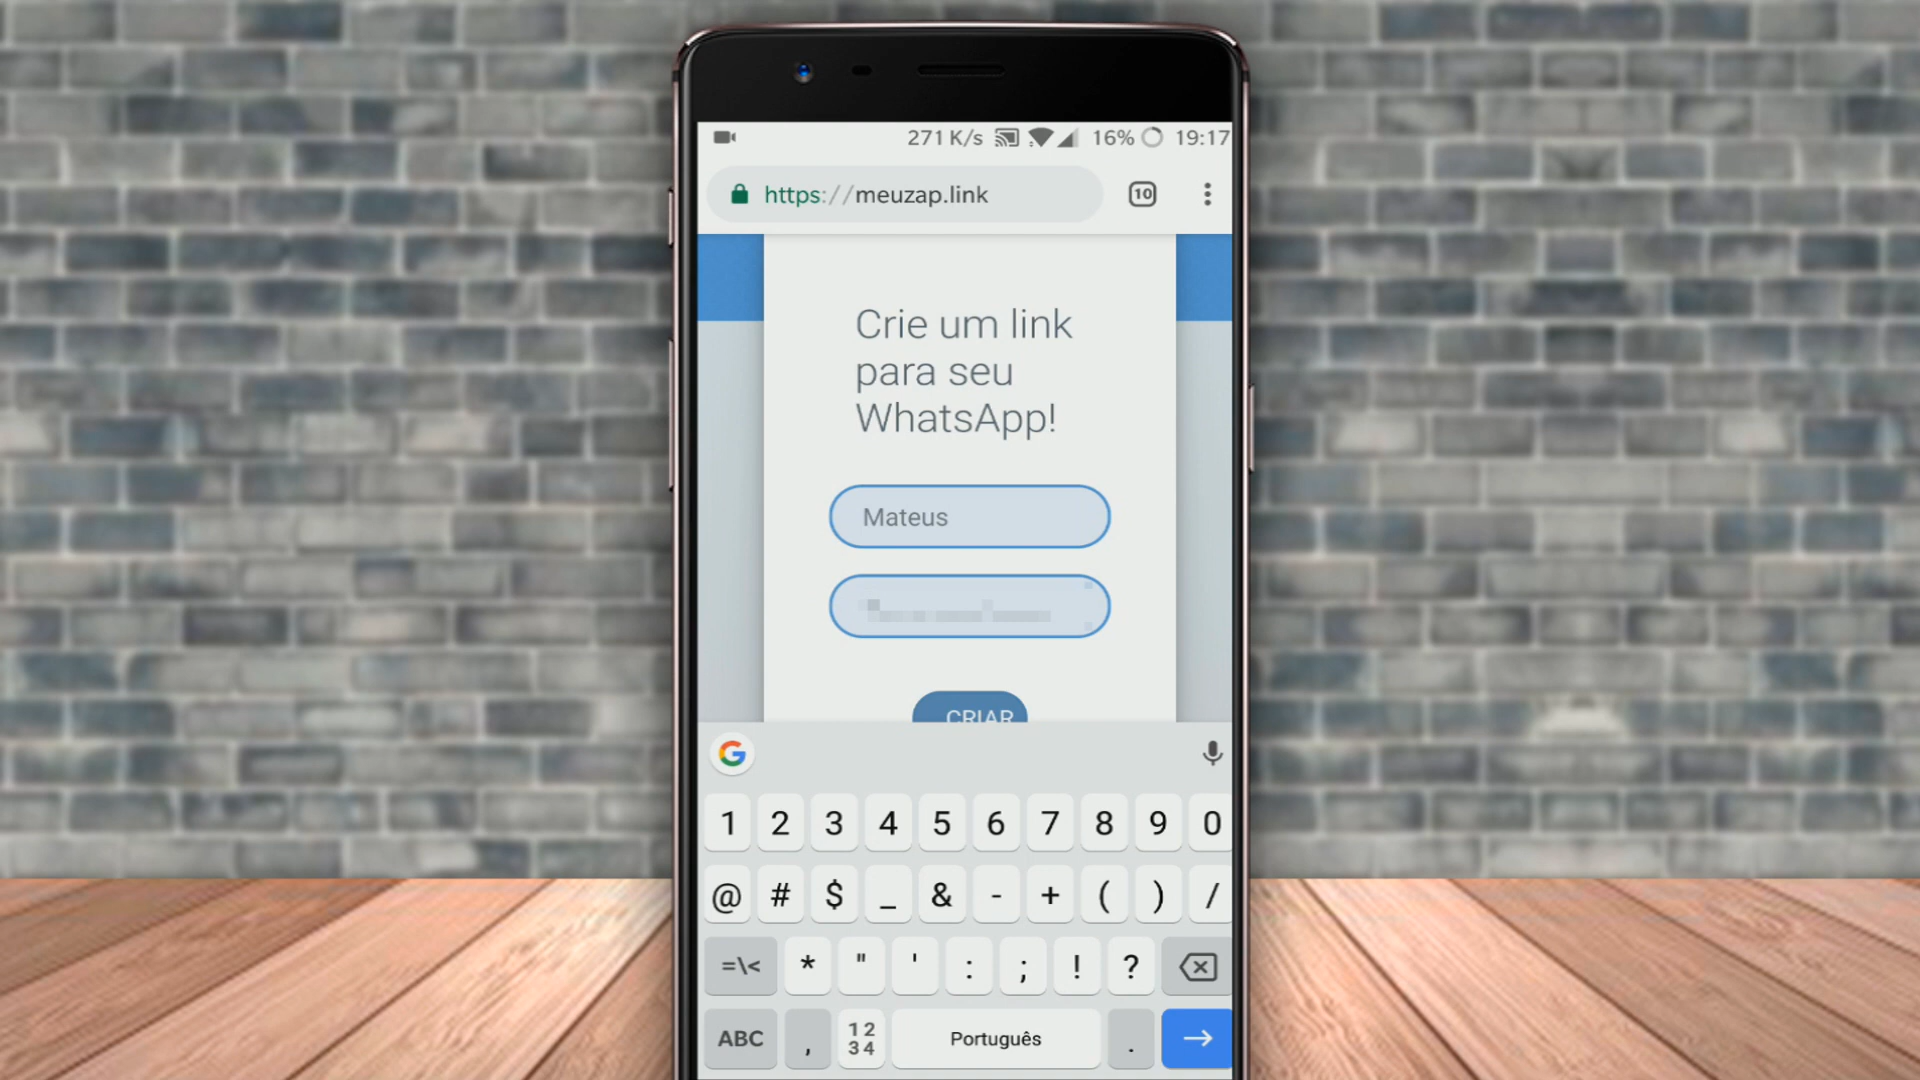 271 K/s 16% 19:17
https://meuzap.link 10
Crie um link
para seu
WhatsApp!
Mateus
CRIAR
G
1 2 3 4 5 6 7 8 9 0
@ # $ _ & - + ( ) /
=\< * " ' : ; ! ?
ABC , 12 34 Português .